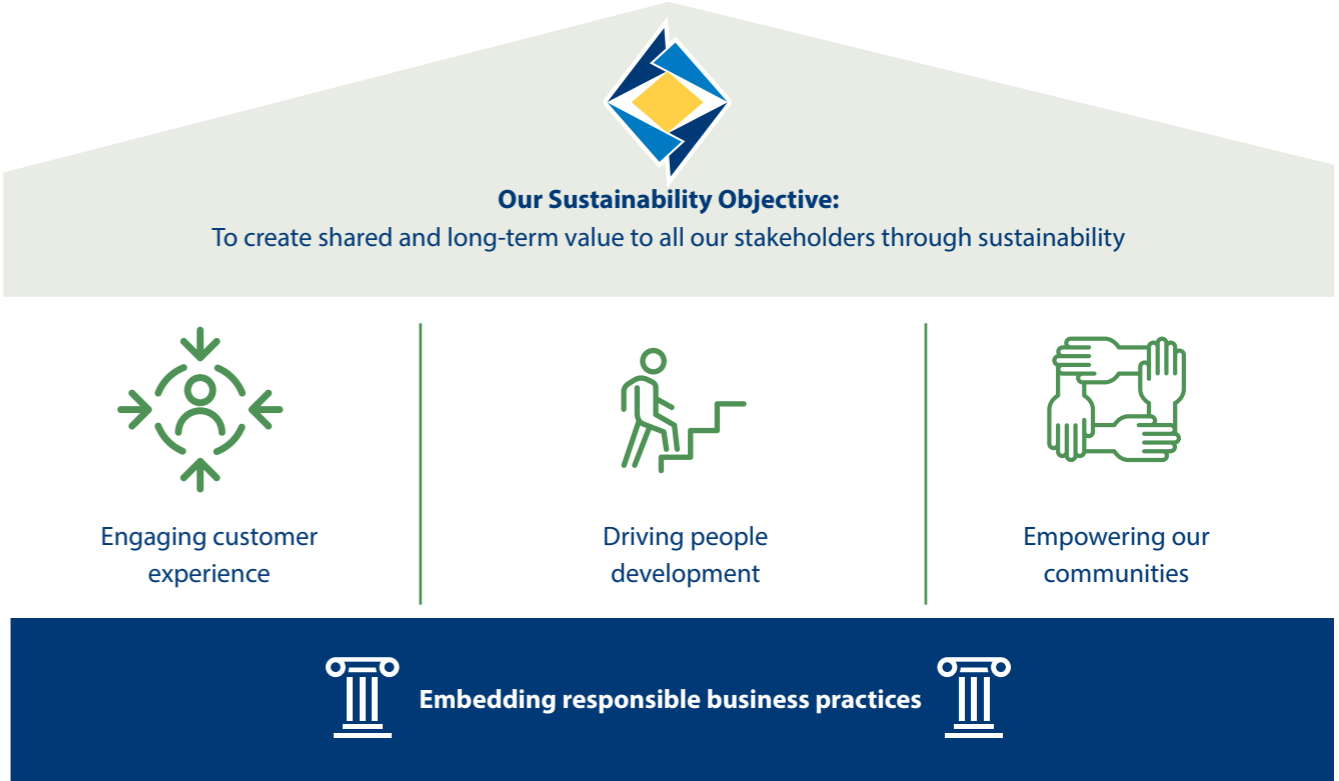 Our Sustainability Objective:
To create shared and long-term value to all our stakeholders through sustainability
Engaging customer
experience
Driving people
development
Empowering our
communities
Embedding responsible business practices